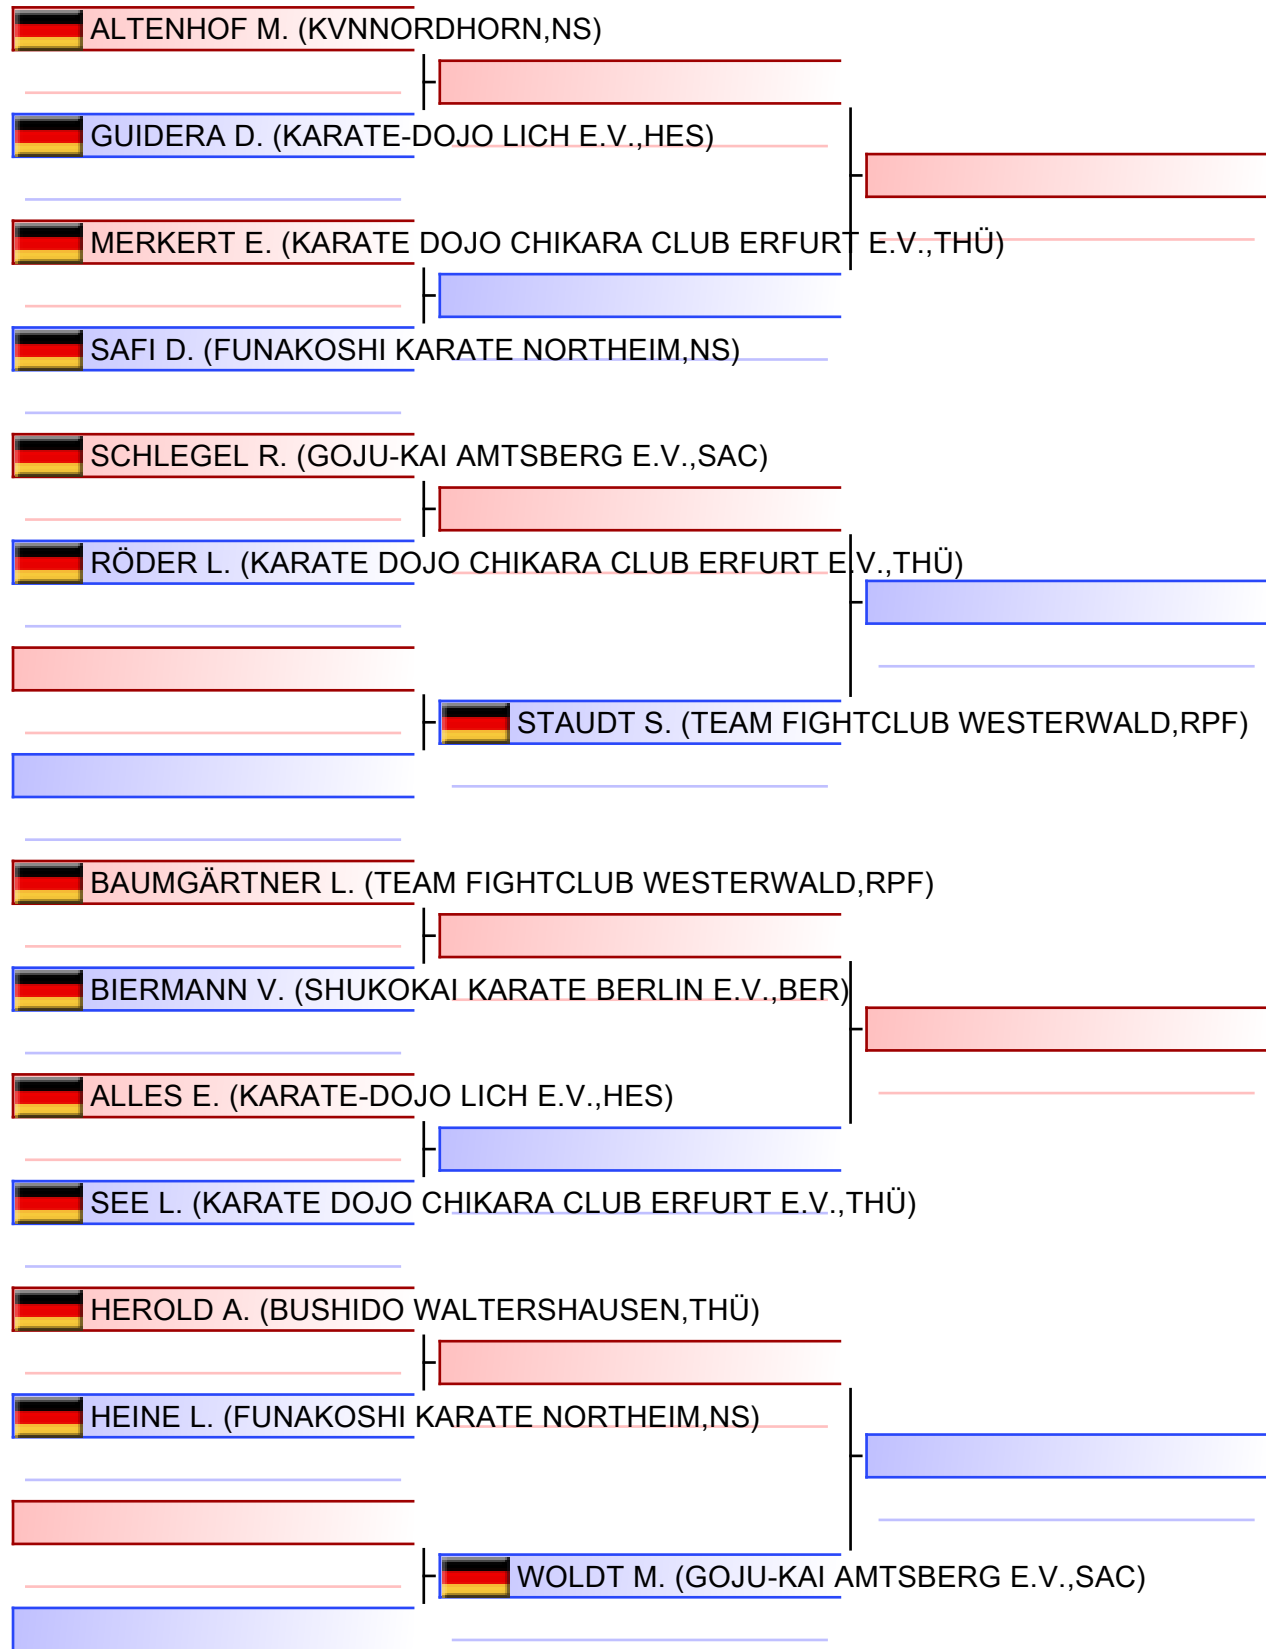 ALTENHOF M. (KVNNORDHORN,NS)
GUIDERA D. (KARATE-DOJO LICH E.V.,HES)
MERKERT E. (KARATE DOJO CHIKARA CLUB ERFURT E.V.,THÜ)
SAFI D. (FUNAKOSHI KARATE NORTHEIM,NS)
SCHLEGEL R. (GOJU-KAI AMTSBERG E.V.,SAC)
RÖDER L. (KARATE DOJO CHIKARA CLUB ERFURT E.V.,THÜ)
STAUDT S. (TEAM FIGHTCLUB WESTERWALD,RPF)
BAUMGÄRTNER L. (TEAM FIGHTCLUB WESTERWALD,RPF)
BIERMANN V. (SHUKOKAI KARATE BERLIN E.V.,BER)
ALLES E. (KARATE-DOJO LICH E.V.,HES)
SEE L. (KARATE DOJO CHIKARA CLUB ERFURT E.V.,THÜ)
HEROLD A. (BUSHIDO WALTERSHAUSEN,THÜ)
HEINE L. (FUNAKOSHI KARATE NORTHEIM,NS)
WOLDT M. (GOJU-KAI AMTSBERG E.V.,SAC)